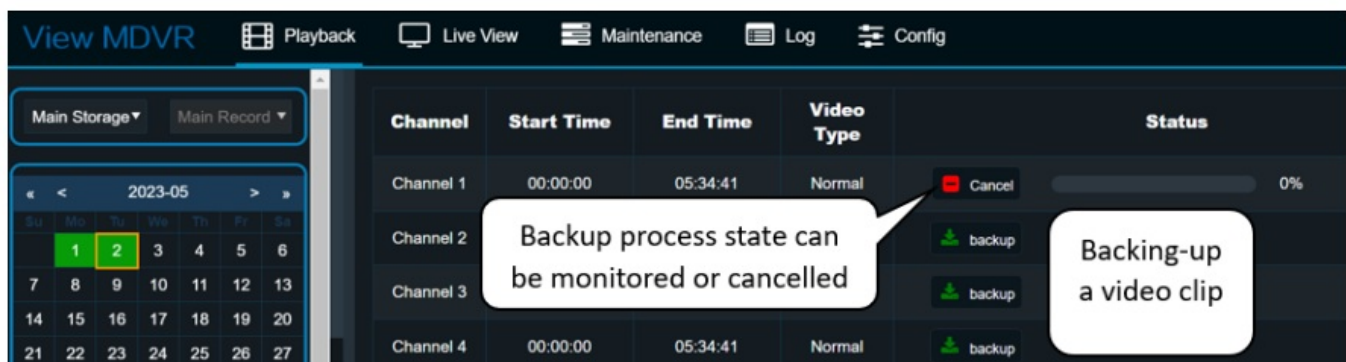 View MDVR Playback Live View Maintenance Log Config
Main Storage▼ Main Record ▼
« < 2023-05 > »
Su Mo Tu We Th Fr Sa
1 2 3 4 5 6
7 8 9 10 11 12 13
14 15 16 17 18 19 20
21 22 23 24 25 26 27
Channel Start Time End Time Video Type Status
Channel 1 00:00:00 05:34:41 Normal Cancel 0%
Channel 2 backup
Channel 3 backup
Channel 4 00:00:00 05:34:41 Normal backup
Backup process state can
be monitored or cancelled
Backing-up
a video clip